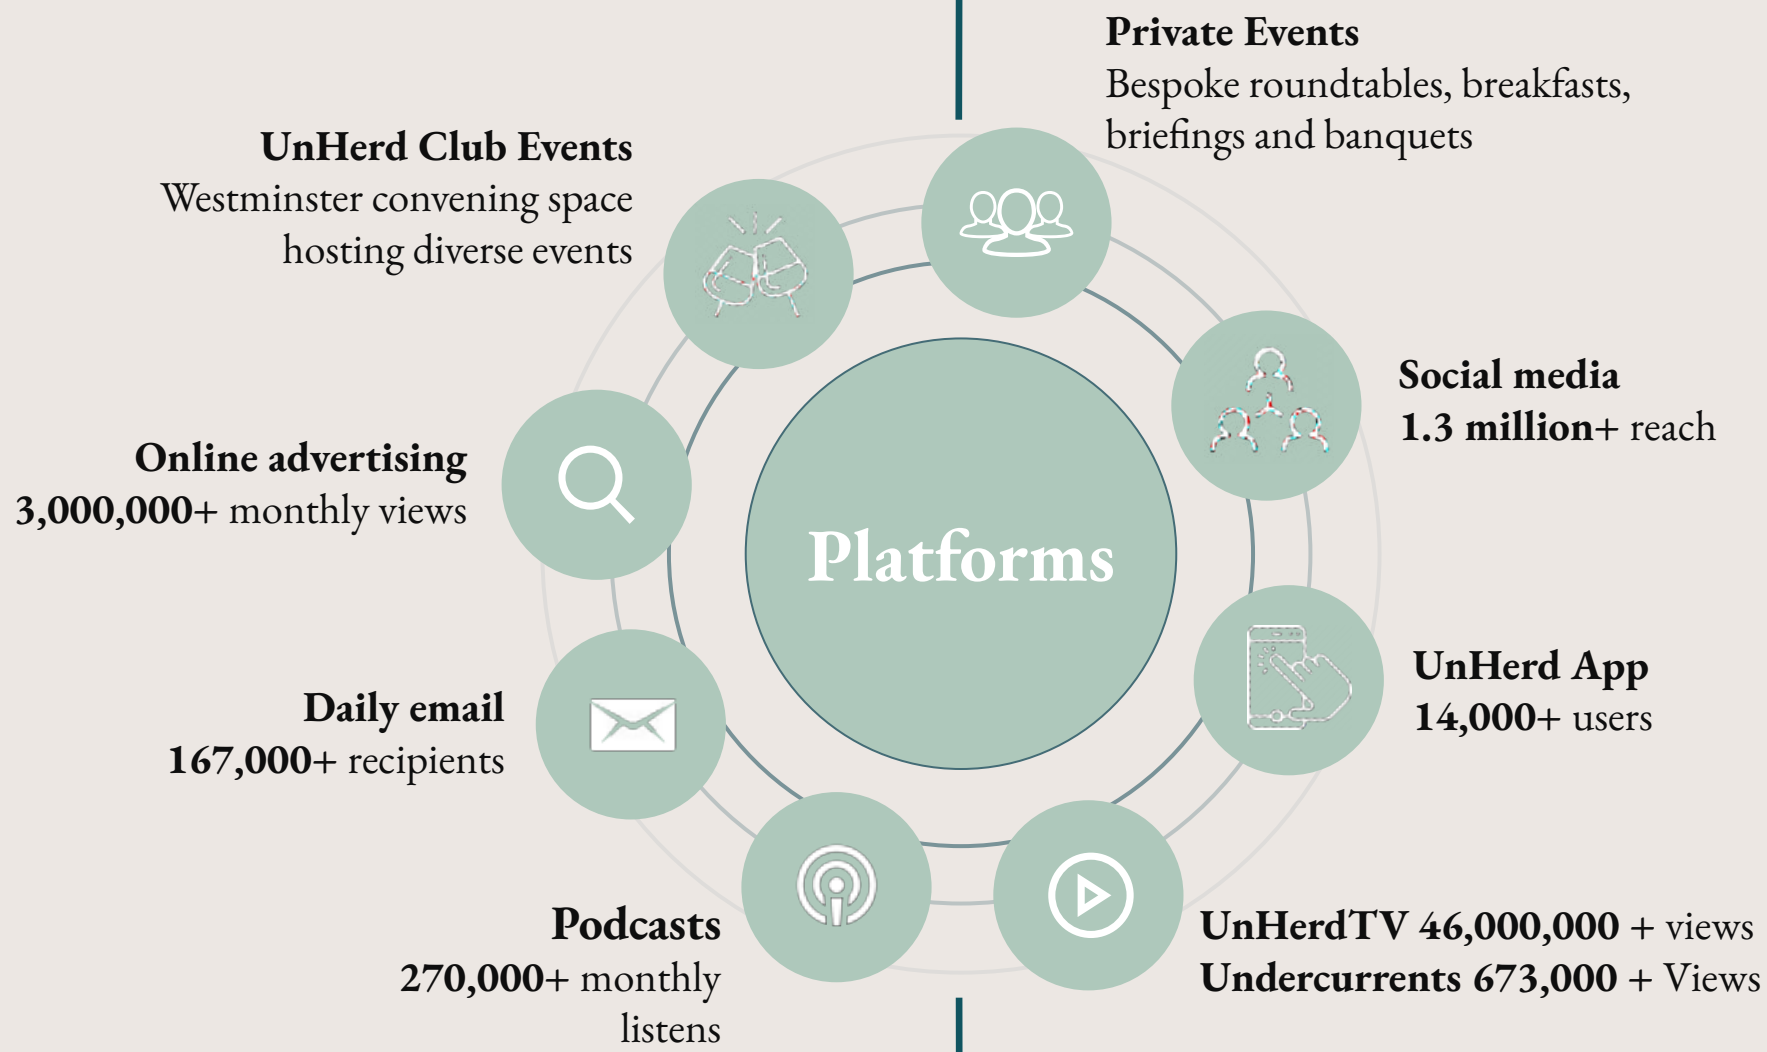 Private Events
Bespoke roundtables, breakfasts,
briefings and banquets
UnHerd Club Events
Westminster convening space
hosting diverse events
Social media
1.3 million+ reach
Online advertising
3,000,000+ monthly views
Platforms
UnHerd App
14,000+ users
Daily email
167,000+ recipients
Podcasts
270,000+ monthly
listens
UnHerdTV 46,000,000 + views
Undercurrents 673,000 + Views